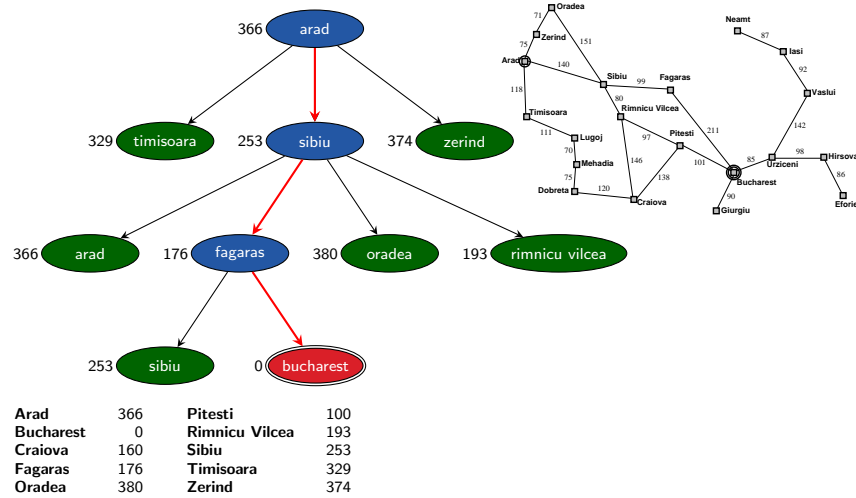 366 arad
329 timisoara 253 sibiu 374 zerind
366 arad 176 fagaras 380 oradea 193 rimnicu vilcea
253 sibiu 0 bucharest
Oradea
71
Zerind
75
151
Arad
140
118
Sibiu
99
Fagaras
80
Rimnicu Vilcea
Timisoara
111
Lugoj
70
Mehadia
75
Dobreta
120
Craiova
146
138
97
Pitesti
101
211
Bucharest
90
Giurgiu
85
Urziceni
98
Hirsova
86
Eforie
142
Vaslui
92
Iasi
87
Neamt
Arad 366 Pitesti 100
Bucharest 0 Rimnicu Vilcea 193
Craiova 160 Sibiu 253
Fagaras 176 Timisoara 329
Oradea 380 Zerind 374